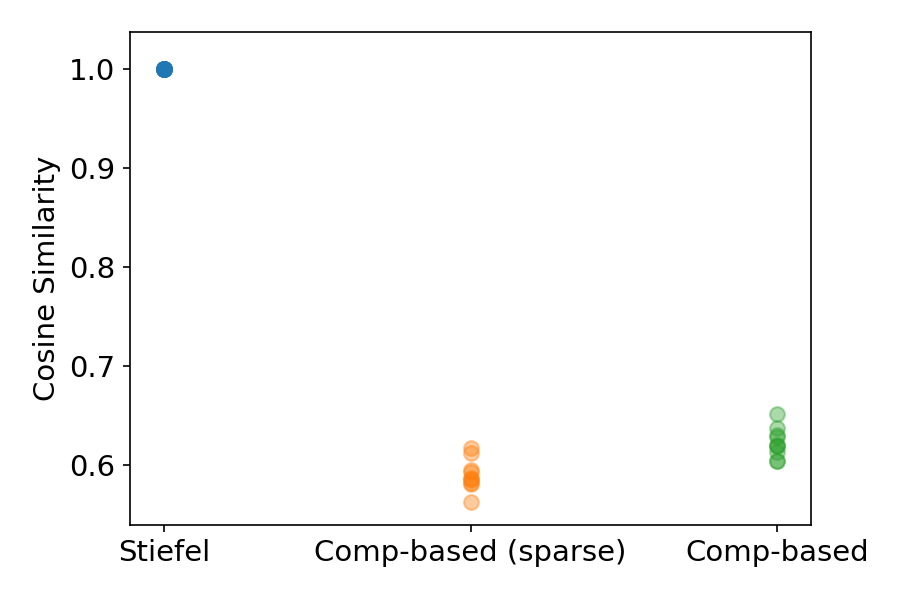 Cosine Similarity
1.0
0.9
0.8
0.7
0.6
Stiefel
Comp-based (sparse)
Comp-based